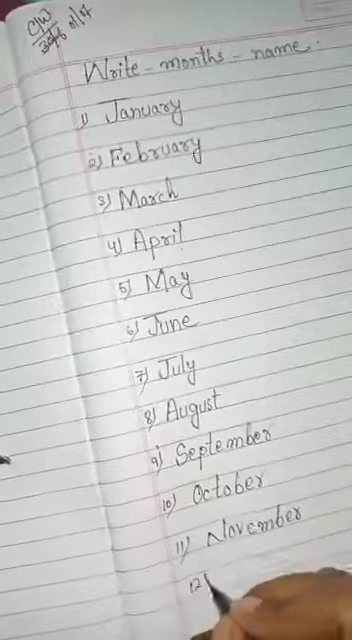 C/W
Write - months - name.
1) January
2) February
3) March
4) April
5) May
6) June
7) July
8) August
9) September
10) October
11) November
12)